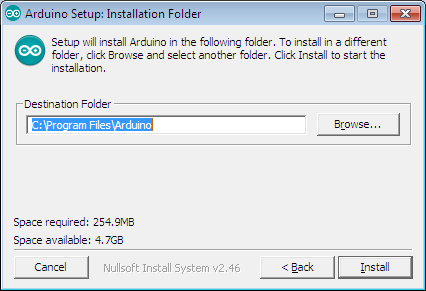 Arduino Setup: Installation Folder
Setup will install Arduino in the following folder. To install in a different
folder, click Browse and select another folder. Click Install to start the
installation.
Destination Folder
C:\Program Files\Arduino
Browse...
Space required: 254.9MB
Space available: 4.7GB
Cancel
Nullsoft Install System v2.46
< Back
Install